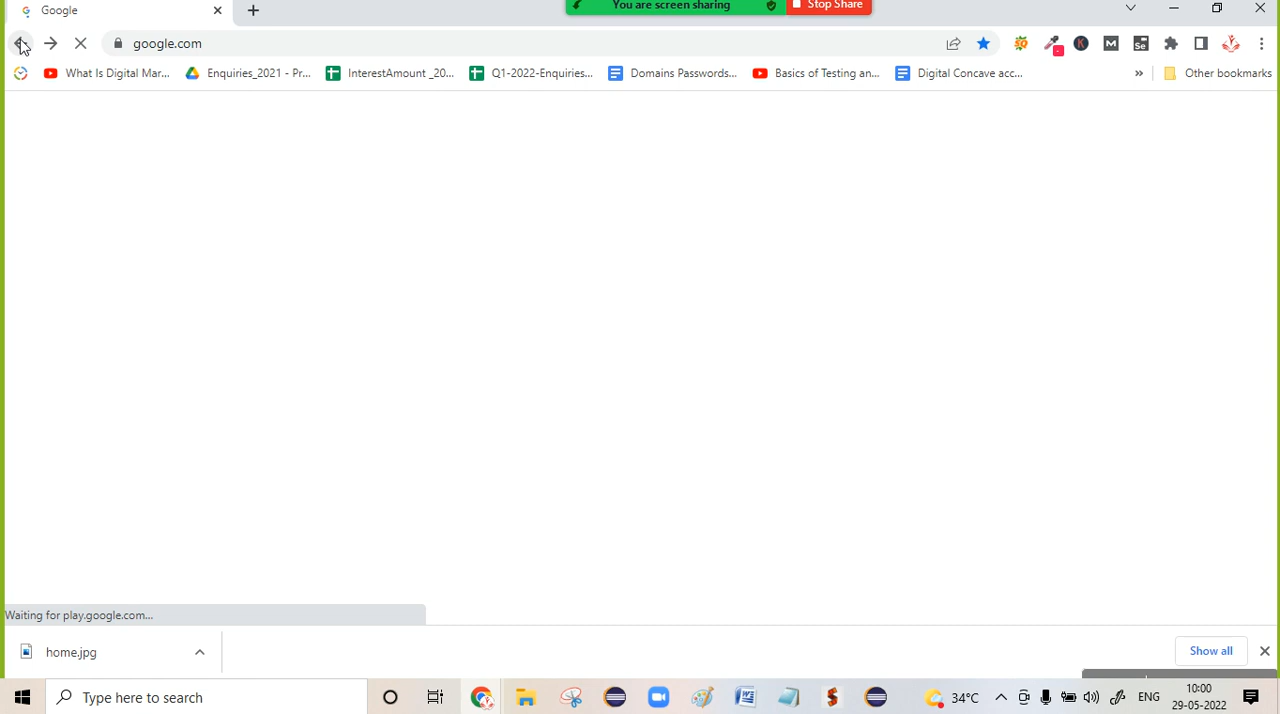 You are screen sharing
Stop Share
Google
google.com
What Is Digital Mar...
Enquiries_2021 - Pr...
InterestAmount _20...
Q1-2022-Enquiries...
Domains Passwords...
Basics of Testing an...
Digital Concave acc...
»
Other bookmarks
Waiting for play.google.com...
home.jpg
Show all
Type here to search
34°C
ENG
10:00
29-05-2022